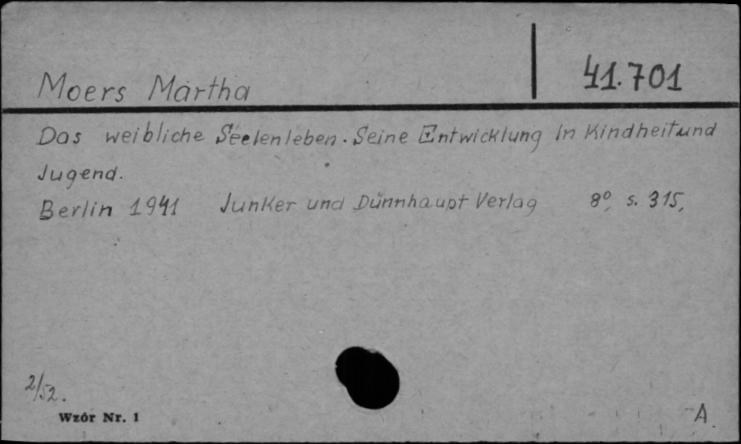 41.701
Moers Martha
Das weibliche Seelenleben. Seine Entwicklung in Kindheit und
Jugend.
Berlin 1941 Junker und Dünnhaupt Verlag 8° s. 315,
2/52.
Wzór Nr. 1
A